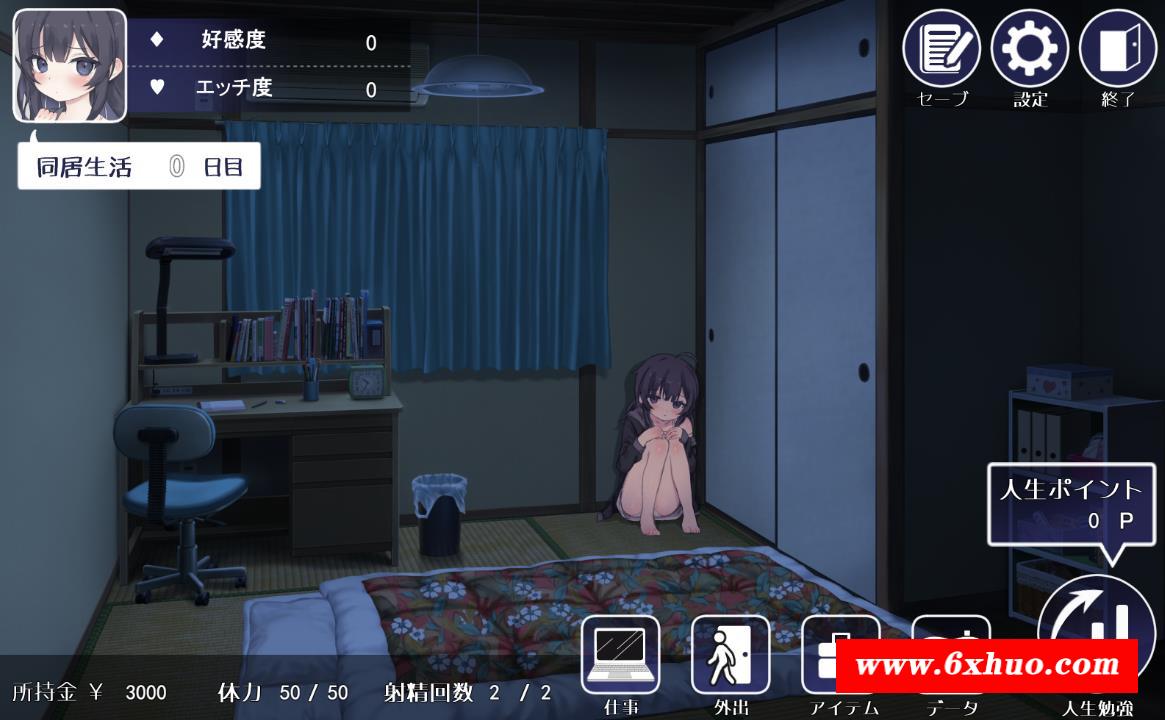 好感度 0
エッチ度 0
同居生活 0 日目
セーブ
設定
終了
人生ポイント
0 P
www.6xhuo.com
所持金 ¥ 3000 体力 50 / 50 射精回数 2 / 2
仕事
外出
アイテム
データ
人生勉強